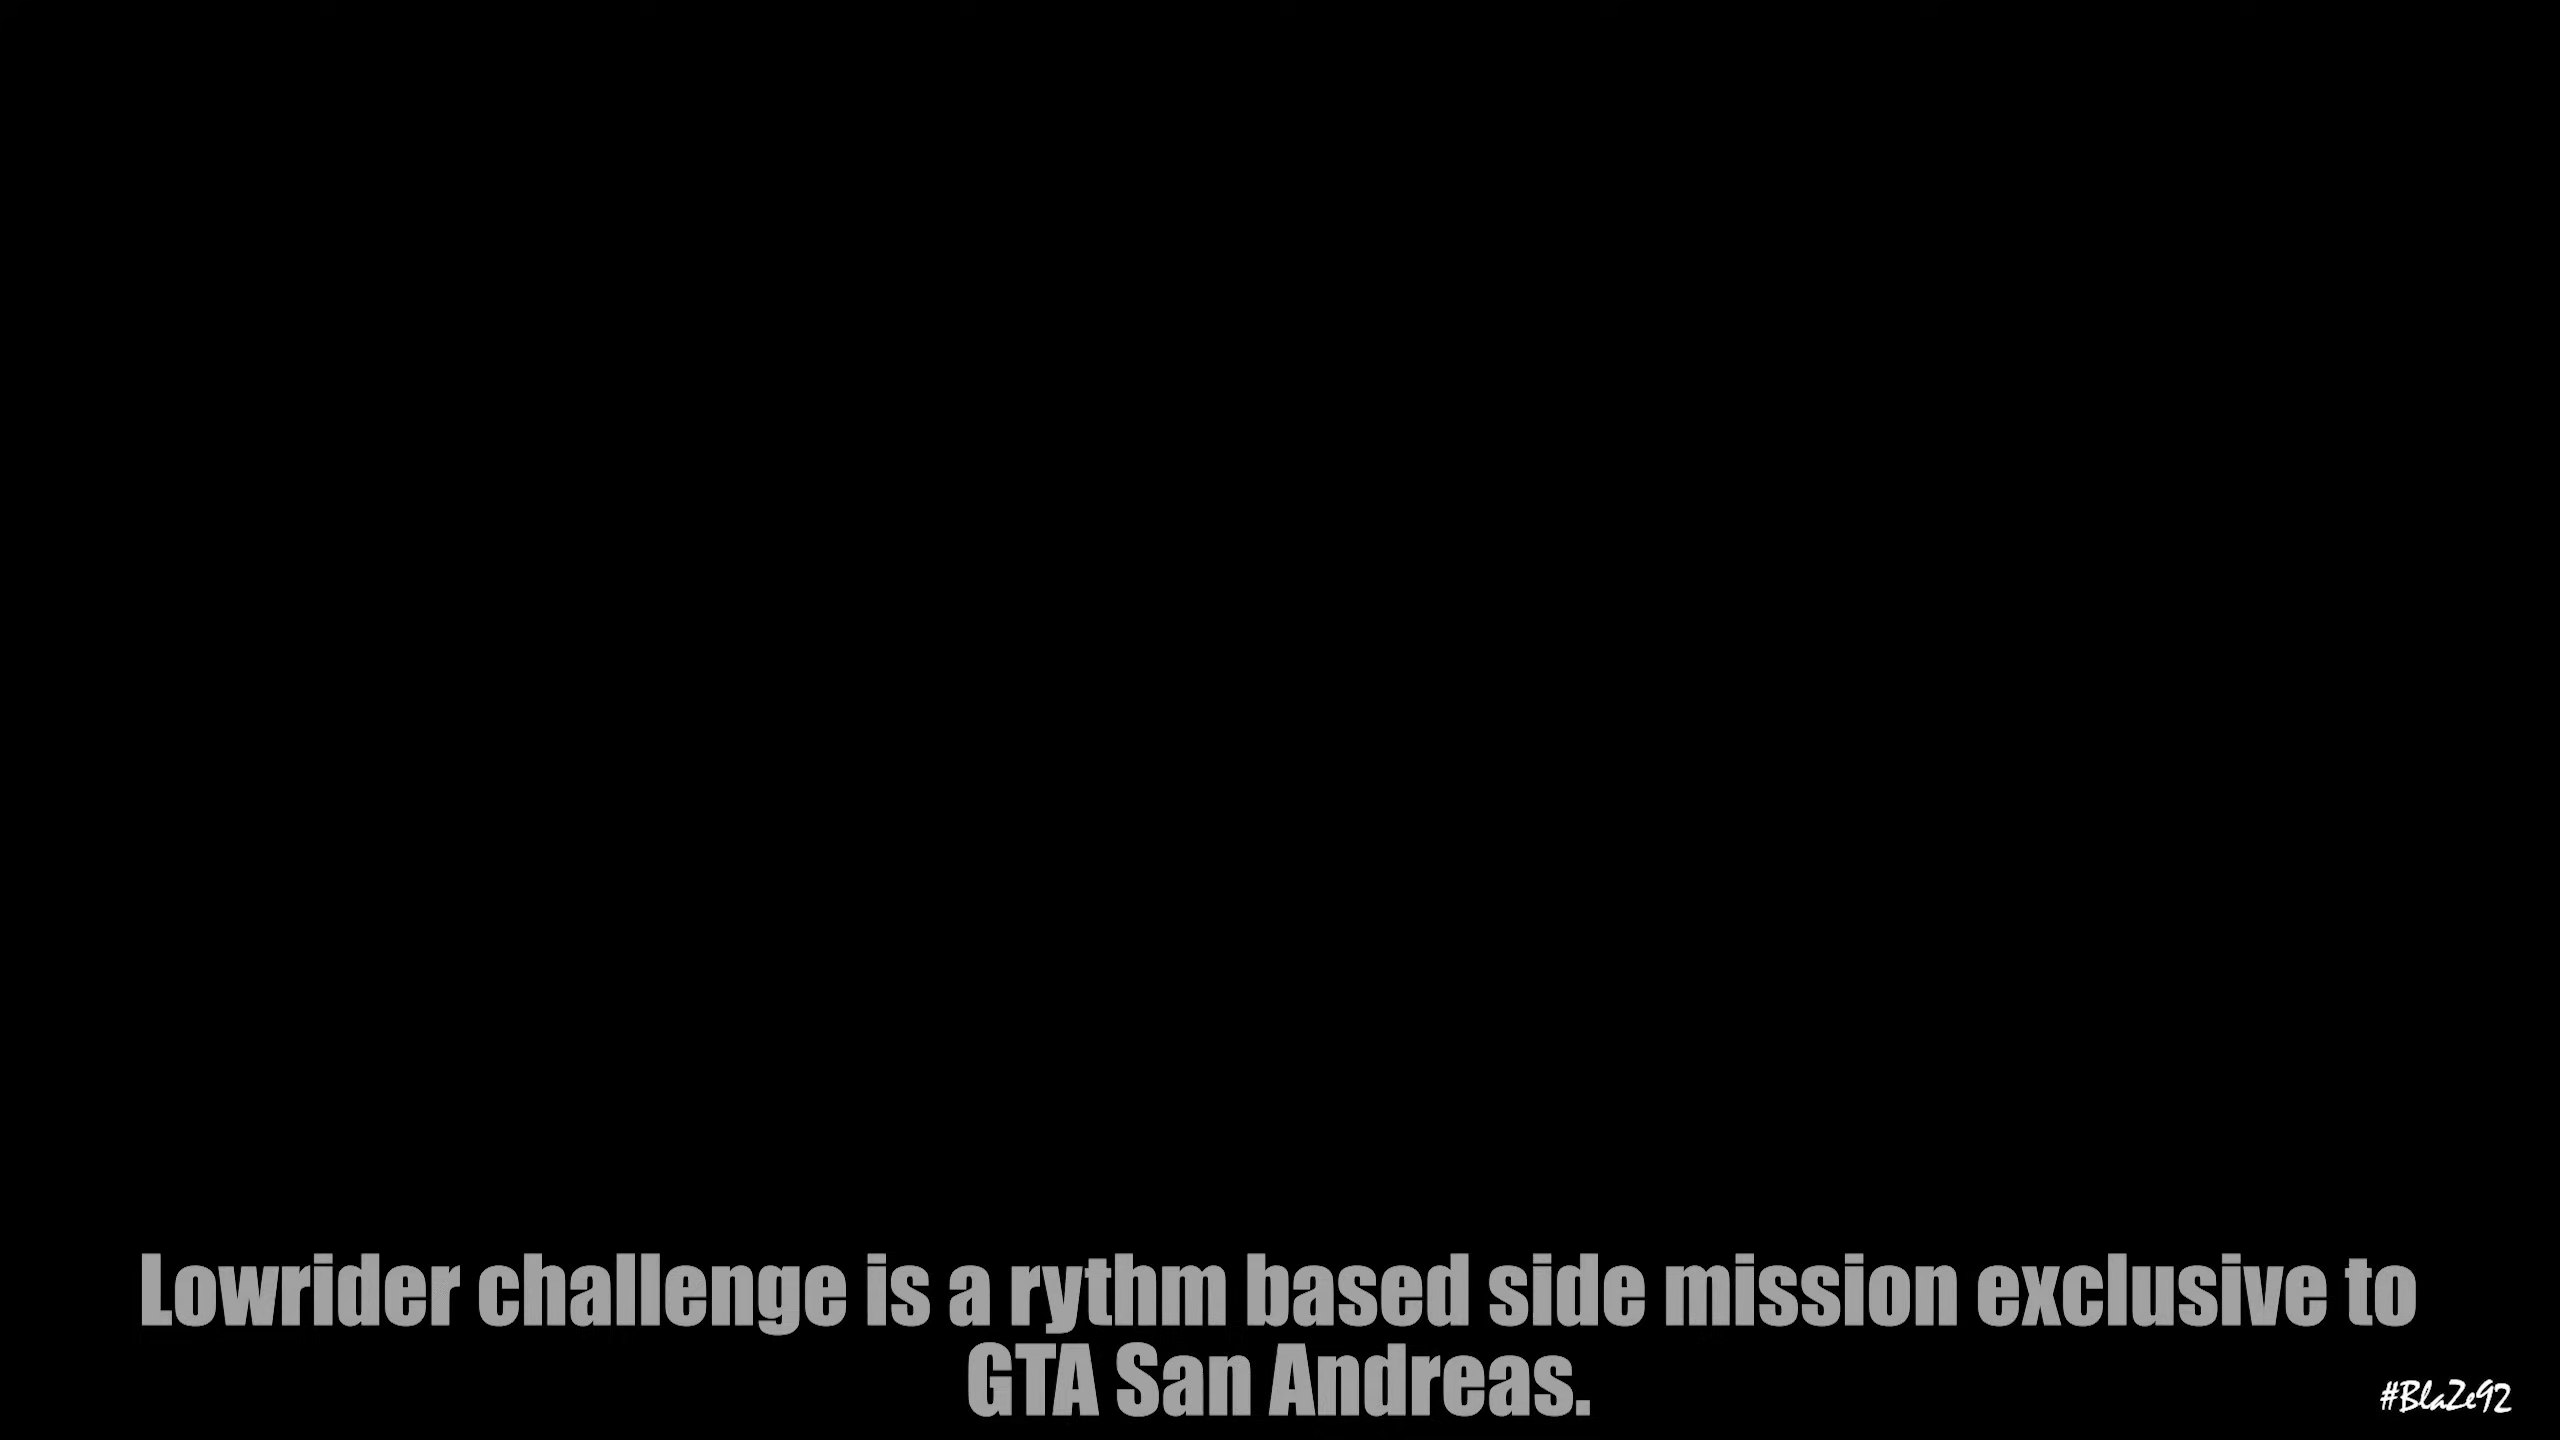 Lowrider challenge is a rythm based side mission exclusive to
GTA San Andreas.
#BlaZe92